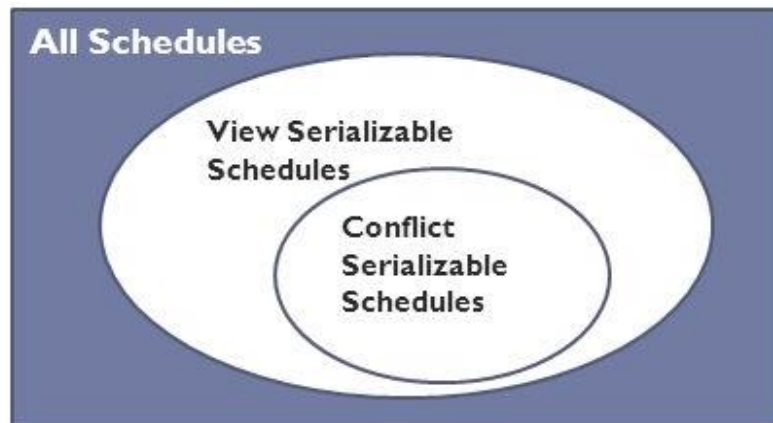 All Schedules
View Serializable
Schedules
Conflict
Serializable
Schedules